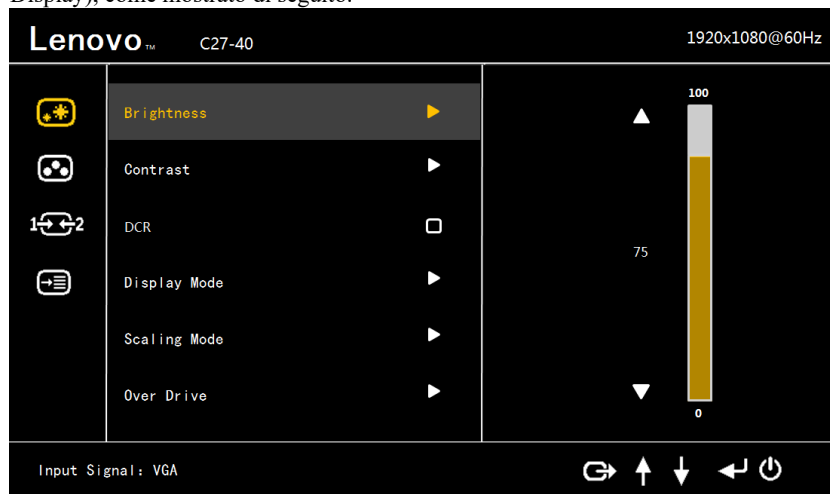 Display), come mostrato di seguito:
Lenovo™ C27-40 1920x1080@60Hz
100
Brightness
Contrast
1 2 DCR
75
Display Mode
Scaling Mode
Over Drive
0
Input Signal: VGA